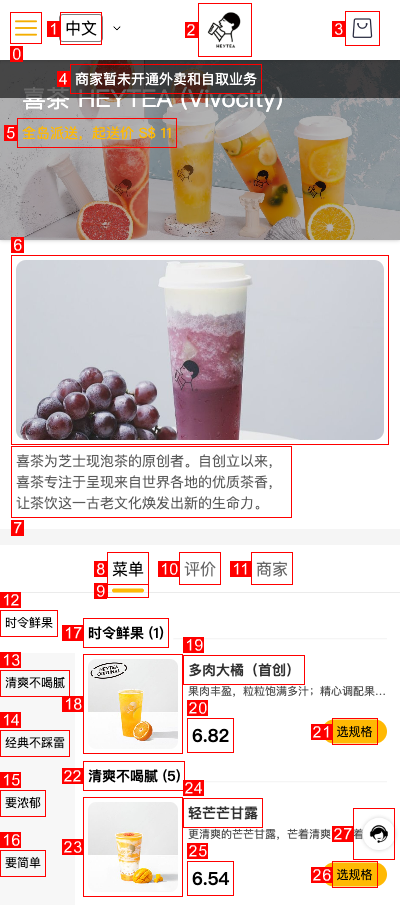 中文
HEYTEA
商家暂未开通外卖和自取业务
喜茶 HEYTEA (Vivocity)
全岛派送，起送价 S$ 11
喜茶为芝士现泡茶的原创者。自创立以来，
喜茶专注于呈现来自世界各地的优质茶香，
让茶饮这一古老文化焕发出新的生命力。
菜单
评价
商家
时令鲜果
清爽不喝腻
经典不踩雷
要浓郁
要简单
时令鲜果 (1)
多肉大橘（首创）
果肉丰盈，粒粒饱满多汁；精心调配果...
6.82
选规格
清爽不喝腻 (5)
轻芒芒甘露
更清爽的芒芒甘露，芒着清爽
着
6.54
选规格
0
1
2
3
4
5
6
7
8
9
10
11
12
13
14
15
16
17
18
19
20
21
22
23
24
25
26
27